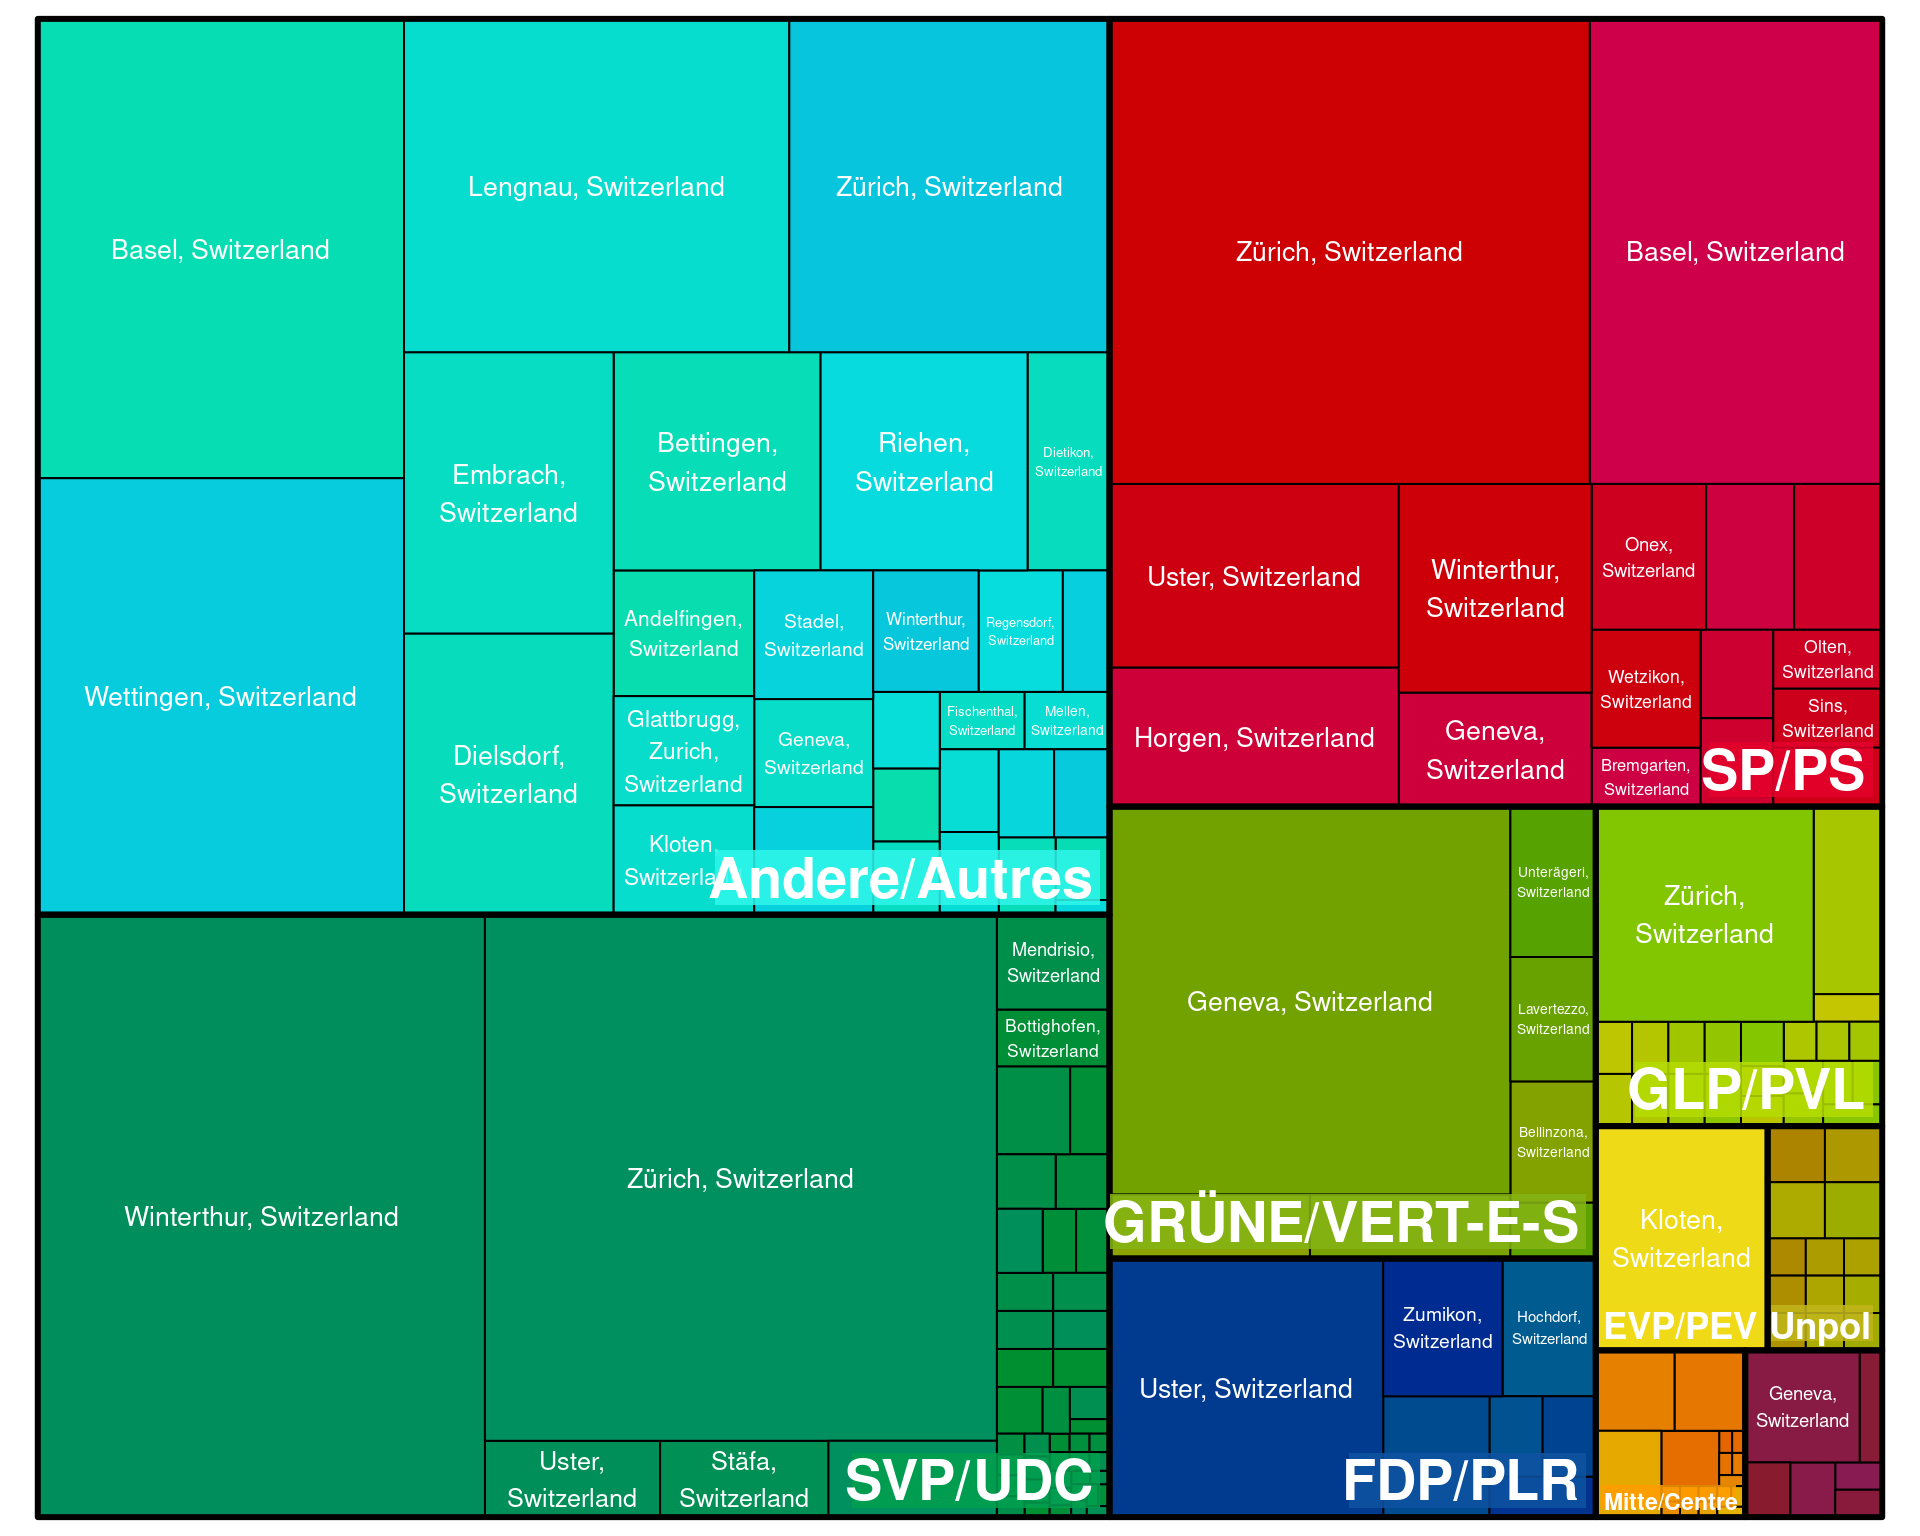 Basel, Switzerland
Lengnau, Switzerland
Zürich, Switzerland
Wettingen, Switzerland
Embrach,
Switzerland
Bettingen,
Switzerland
Riehen,
Switzerland
Dietikon,
Switzerland
Dielsdorf,
Switzerland
Andelfingen,
Switzerland
Stadel,
Switzerland
Winterthur,
Switzerland
Regensdorf,
Switzerland
Glattbrugg,
Zurich,
Switzerland
Geneva,
Switzerland
Fischenthal,
Switzerland
Meilen,
Switzerland
Kloten,
Switzerla
Andere/Autres
Zürich, Switzerland
Basel, Switzerland
Uster, Switzerland
Winterthur,
Switzerland
Onex,
Switzerland
Horgen, Switzerland
Geneva,
Switzerland
Wetzikon,
Switzerland
Olten,
Switzerland
Sins,
Switzerland
Bremgarten,
Switzerland
SP/PS
Winterthur, Switzerland
Zürich, Switzerland
Mendrisio,
Switzerland
Bottighofen,
Switzerland
Uster,
Switzerland
Stäfa,
Switzerland
SVP/UDC
Geneva, Switzerland
Unterägeri,
Switzerland
Lavertezzo,
Switzerland
Bellinzona,
Switzerland
GRÜNE/VERT-E-S
Zürich,
Switzerland
GLP/PVL
Kloten,
Switzerland
EVP/PEV
Unpol
Uster, Switzerland
Zumikon,
Switzerland
Hochdorf,
Switzerland
FDP/PLR
Mitte/Centre
Geneva,
Switzerland